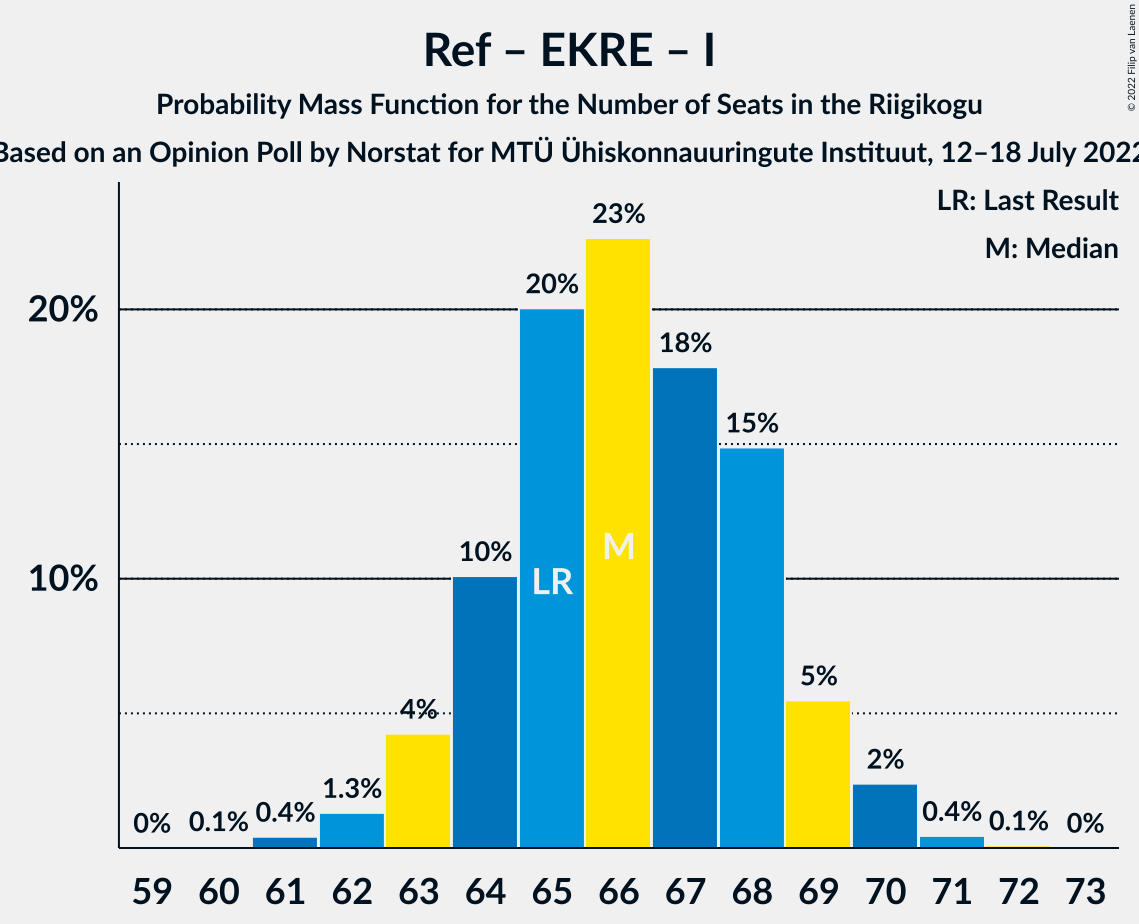 Ref – EKRE – I
Probability Mass Function for the Number of Seats in the Riigikogu
Based on an Opinion Poll by Norstat for MTÜ Ühiskonnauuringute Instituut, 12–18 July 2022
© 2022 Filip van Laenen
LR: Last Result
M: Median
20%
10%
0%
0.1%
0.4%
1.3%
4%
10%
20%
23%
18%
15%
5%
2%
0.4%
0.1%
0%
LR
M
59 60 61 62 63 64 65 66 67 68 69 70 71 72 73